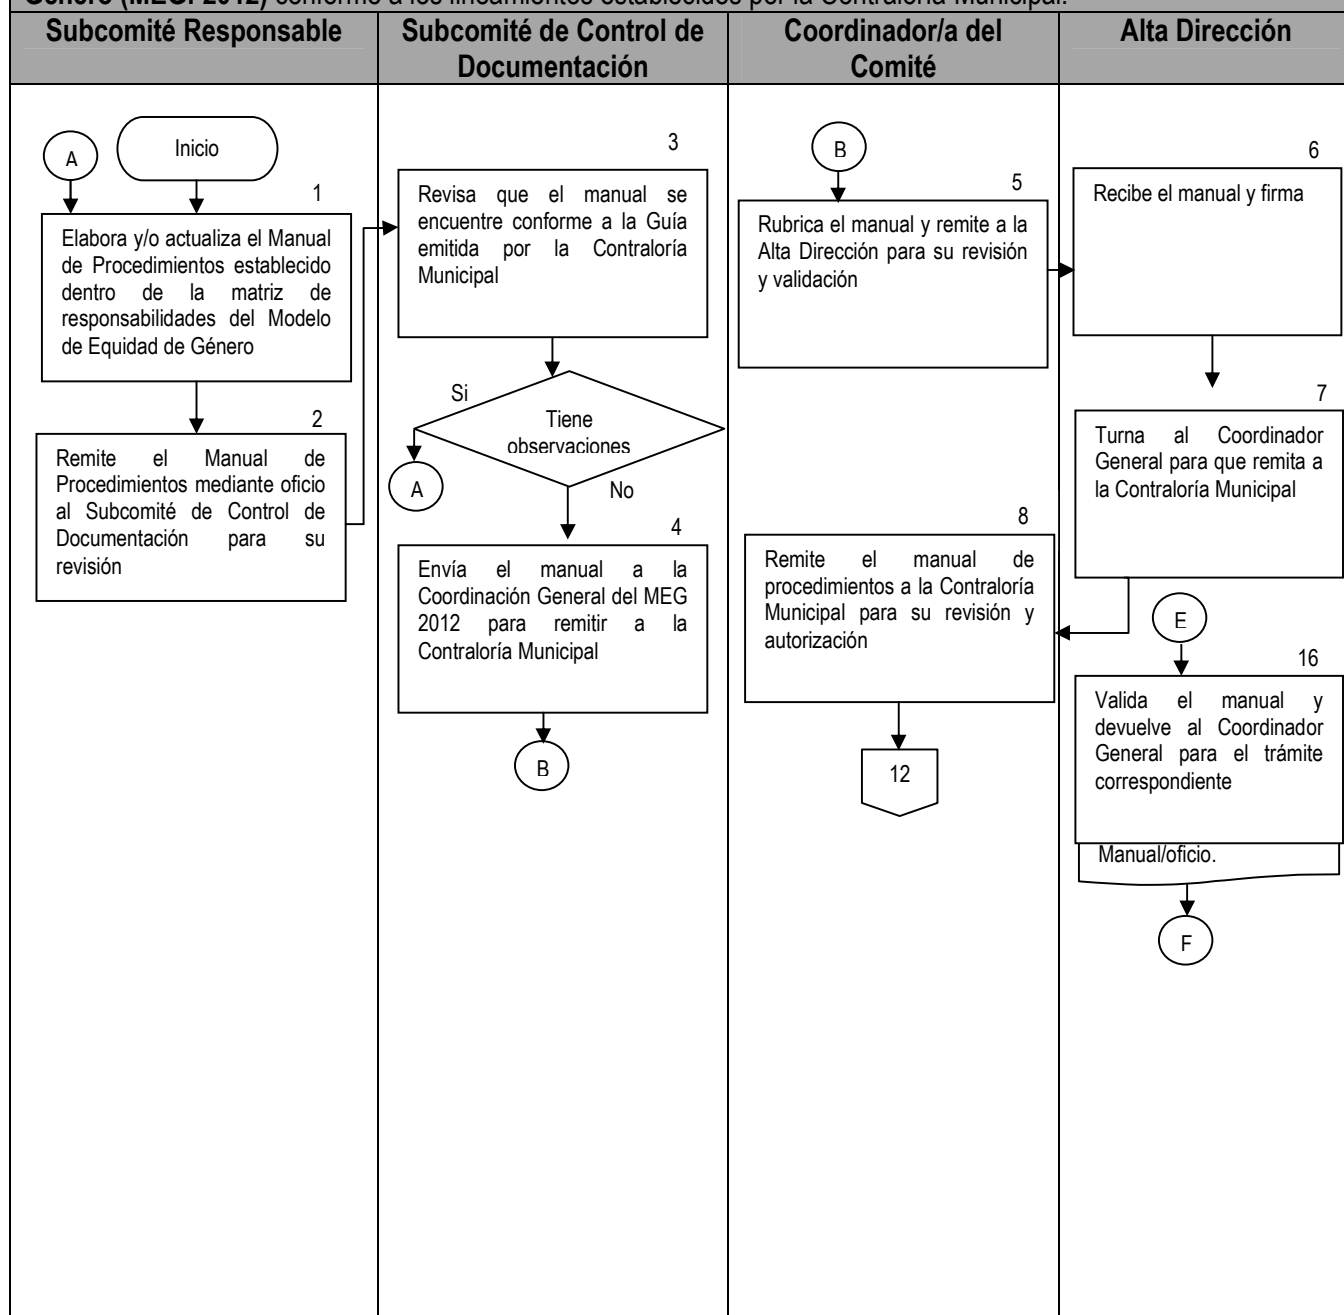 Género (MEG: 2012) conforme a los lineamientos establecidos por la Contraloría Municipal.
Subcomité Responsable
Subcomité de Control de
Documentación
Coordinador/a del
Comité
Alta Dirección
A
Inicio
1
Elabora y/o actualiza el Manual
de Procedimientos establecido
dentro de la matriz de
responsabilidades del Modelo
de Equidad de Género
2
Remite el Manual de
Procedimientos mediante oficio
al Subcomité de Control de
Documentación para su
revisión
3
Revisa que el manual se
encuentre conforme a la Guía
emitida por la Contraloría
Municipal
Si
Tiene
observaciones
A
No
4
Envía el manual a la
Coordinación General del MEG
2012 para remitir a la
Contraloría Municipal
B
B
5
Rubrica el manual y remite a la
Alta Dirección para su revisión
y validación
8
Remite el manual de
procedimientos a la Contraloría
Municipal para su revisión y
autorización
12
6
Recibe el manual y firma
7
Turna al Coordinador
General para que remita a
la Contraloría Municipal
E
16
Valida el manual y
devuelve al Coordinador
General para el trámite
correspondiente
Manual/oficio.
F